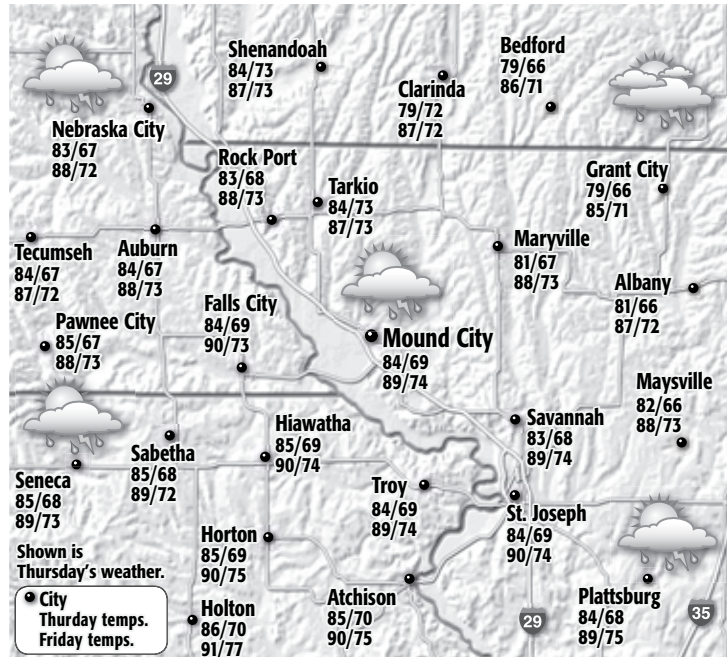 Shenandoah
84/73
87/73
Bedford
79/66
86/71
29
Clarinda
79/72
87/72
Nebraska City
83/67
88/72
Rock Port
83/68
88/73
Tarkio
84/73
87/73
Grant City
79/66
85/71
Tecumseh
84/67
87/72
Auburn
84/67
88/73
Maryville
81/67
88/73
Albany
81/66
87/72
Falls City
84/69
90/73
Pawnee City
85/67
88/73
Mound City
84/69
89/74
Maysville
82/66
88/73
Hiawatha
85/69
90/74
Savannah
83/68
89/74
Sabetha
85/68
89/72
Seneca
85/68
89/73
Troy
84/69
89/74
St. Joseph
84/69
90/74
Horton
85/69
90/75
Shown is
Thursday's weather.
City
Thurday temps.
Friday temps.
Holton
86/70
91/77
Atchison
85/70
90/75
Plattsburg
84/68
89/75
29
35